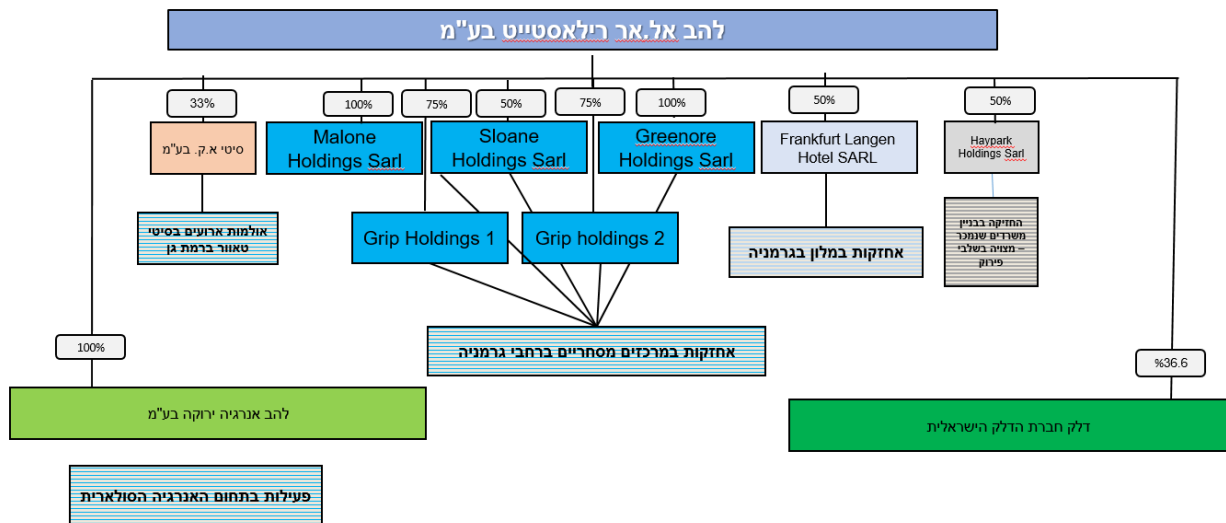 להב אל.אר רילאסטייט בע"מ
33%
100%
75%
50%
75%
100%
50%
50%
סיטי א.ק. בע"מ
Malone
Holdings Sarl
Sloane
Holdings Sarl
Greenore
Holdings Sarl
Frankfurt Langen
Hotel SARL
Haypark
Holdings Sarl
אולמות ארועים בסיטי
טאוור ברמת גן
Grip Holdings 1
Grip holdings 2
אחזקות במלון בגרמניה
החזיקה בבניין
משרדים שנמכר
– מצויה בשלבי
פירוק
100%
אחזקות במרכזים מסחריים ברחבי גרמניה
%36.6
להב אנרגיה ירוקה בע"מ
דלק חברת הדלק הישראלית
פעילות בתחום האנרגיה הסולארית